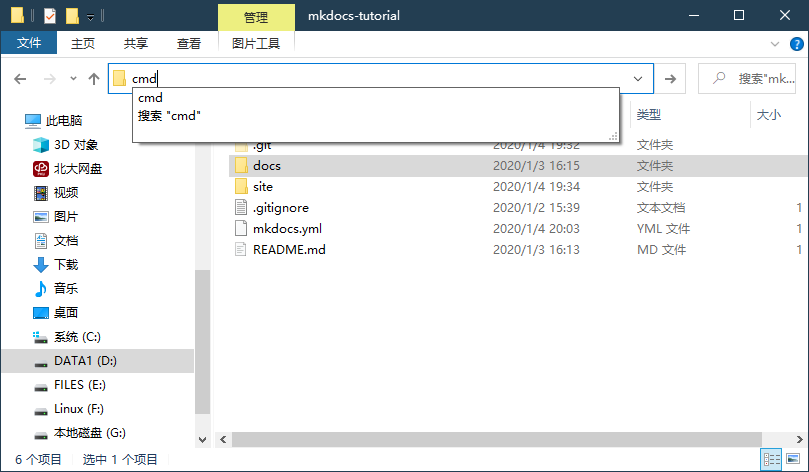 管理
mkdocs-tutorial
文件
主页
共享
查看
图片工具
cmd
搜索"mk...
cmd
搜索 "cmd"
类型
大小
此电脑
3D 对象
北大网盘
视频
图片
文档
下载
音乐
桌面
系统 (C:)
DATA1 (D:)
FILES (E:)
Linux (F:)
本地磁盘 (G:)
.git 2020/1/4 19:32 文件夹
docs 2020/1/3 16:15 文件夹
site 2020/1/4 19:34 文件夹
.gitignore 2020/1/2 15:39 文本文档 1
mkdocs.yml 2020/1/4 20:03 YML 文件 1
README.md 2020/1/3 16:13 MD 文件 1
6 个项目
选中 1 个项目